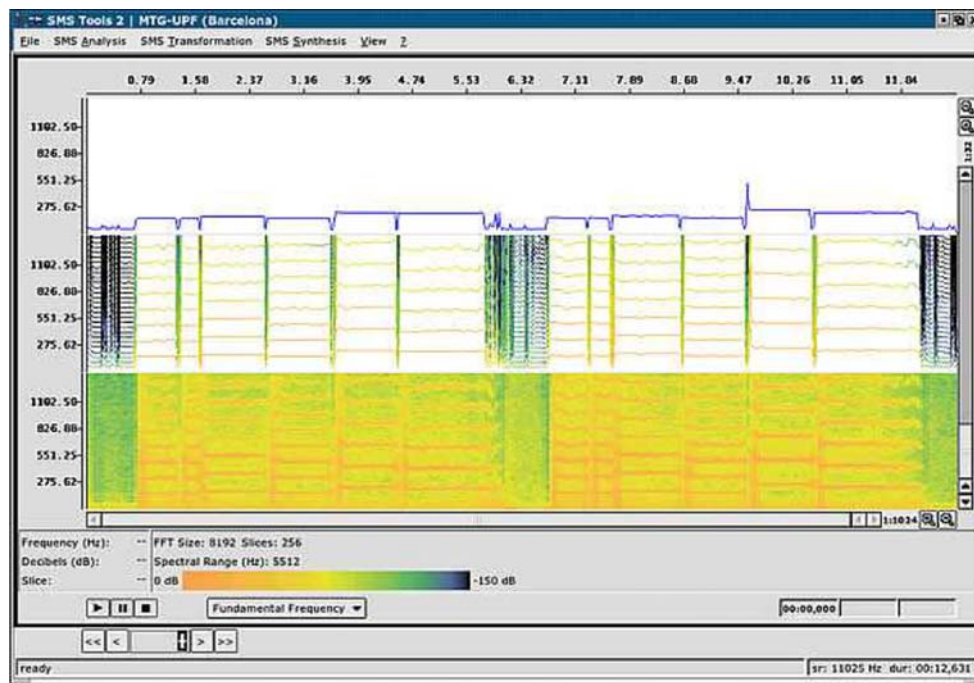 SMS Tools 2 | MTG-UPF (Barcelona)
File SMS Analysis SMS Transformation SMS Synthesis View ?
0.79 1.58 2.37 3.16 3.95 4.74 5.53 6.32 7.11 7.89 8.68 9.47 10.26 11.05 11.84
1102.50
826.88
551.25
275.62
1:32
1102.50
826.88
551.25
275.62
1102.50
826.88
551.25
275.62
1:1024
Frequency (Hz): -- FFT Size: 8192 Slices: 256
Decibels (dB): -- Spectral Range (Hz): 5512
Slice: -- 0 dB -150 dB
Fundamental Frequency 00:00,000
<< < > >>
ready sr: 11025 Hz dur: 00:12,631